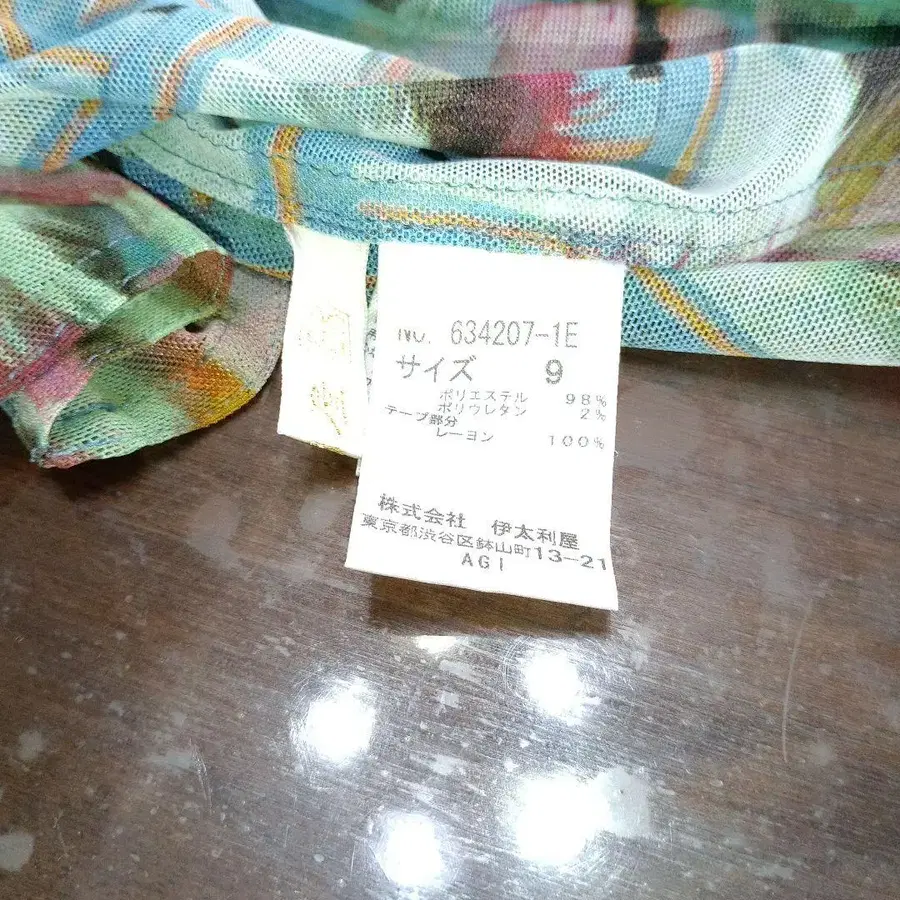 NO. 634207-1E
サイズ 9
ポリエステル 98%
ポリウレタン 2%
テープ部分
レーヨン 100%
株式会社 伊太利屋
東京都渋谷区鉢山町13-21
AGI